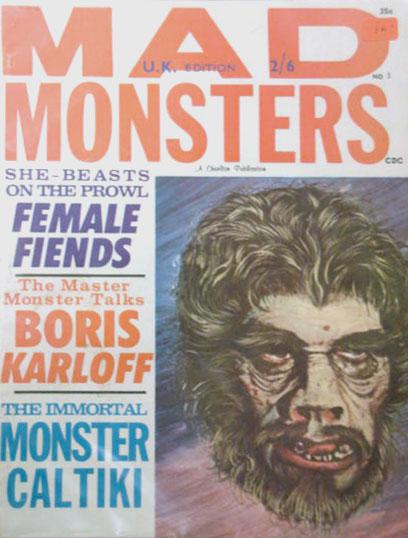 MAD
35¢
U.K. EDITION 2/6
NO 3
MONSTERS
CDC
A Charlton Publication
SHE-BEASTS
ON THE PROWL
FEMALE
FIENDS
The Master
Monster Talks
BORIS
KARLOFF
THE IMMORTAL
MONSTER
CALTIKI